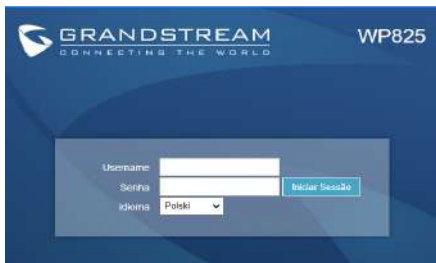 GRANDSTREAM
CONNECTING THE WORLD
WP825
Username
Senha
Iniciar Sessão
Idioma
Polski